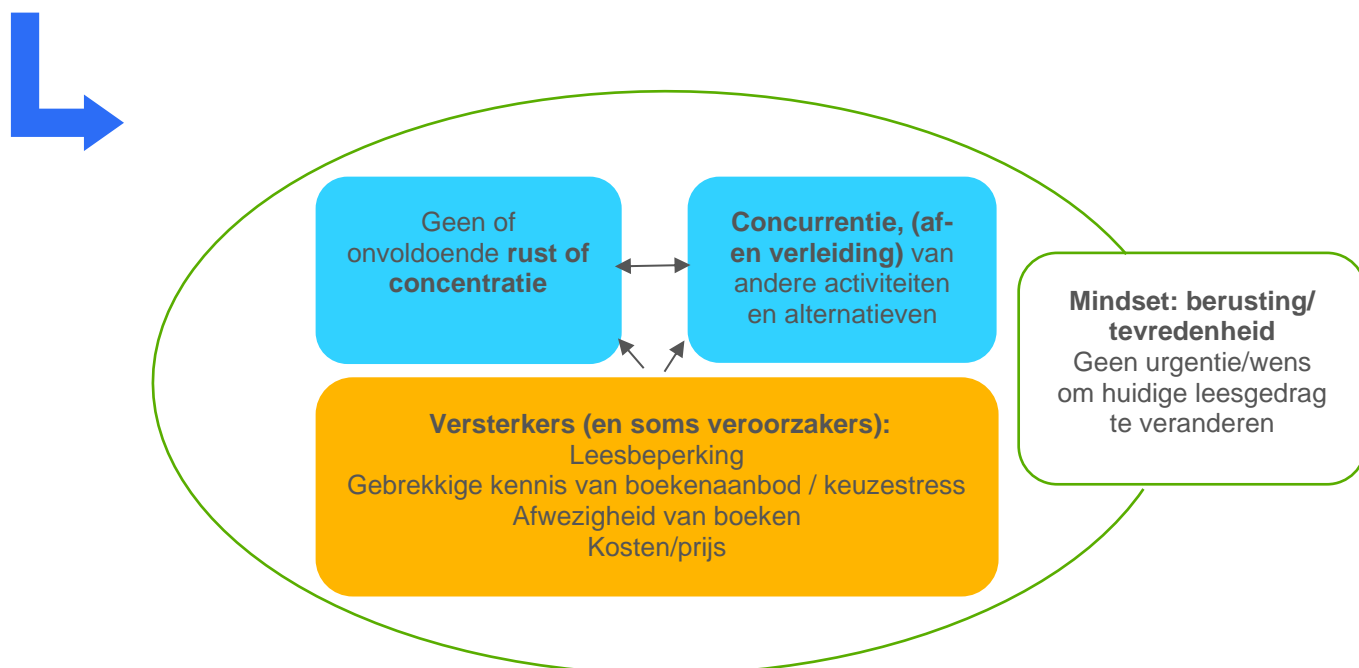 Geen of
onvoldoende rust of
concentratie
Concurrentie, (af-
en verleiding) van
andere activiteiten
en alternatieven
Mindset: berusting/
tevredenheid
Geen urgentie/wens
om huidige leesgedrag
te veranderen
Versterkers (en soms veroorzakers):
Leesbeperking
Gebrekkige kennis van boekenaanbod / keuzestress
Afwezigheid van boeken
Kosten/prijs